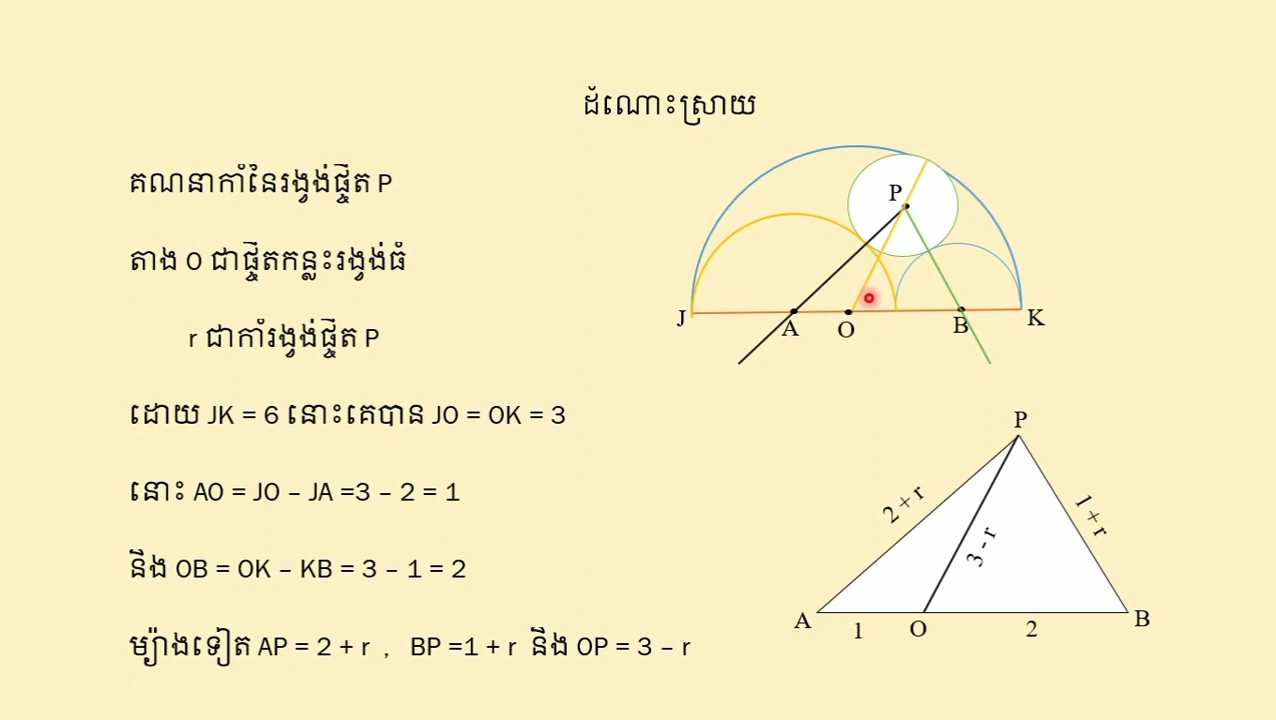 ដំណោះស្រាយ
គណនាកាំនៃរង្វង់ផ្ចិត P
តាង O ជាផ្ចិតកន្លះរង្វង់ធំ
r ជាកាំរង្វង់ផ្ចិត P
ដោយ JK = 6 នោះគេបាន JO = OK = 3
នោះ AO = JO – JA =3 – 2 = 1
និង OB = OK – KB = 3 – 1 = 2
ម្យ៉ាងទៀត AP = 2 + r , BP =1 + r និង OP = 3 – r
P
J A O B K
P
2 + r 3 - r 1 + r
A 1 O 2 B